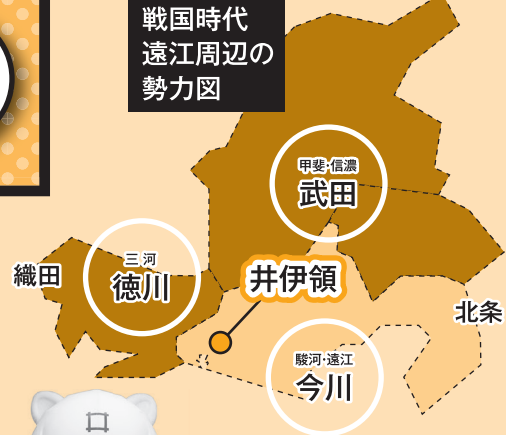 戦国時代
遠江周辺の
勢力図
甲斐・信濃
武田
三河
徳川
織田
井伊領
北条
駿河・遠江
今川